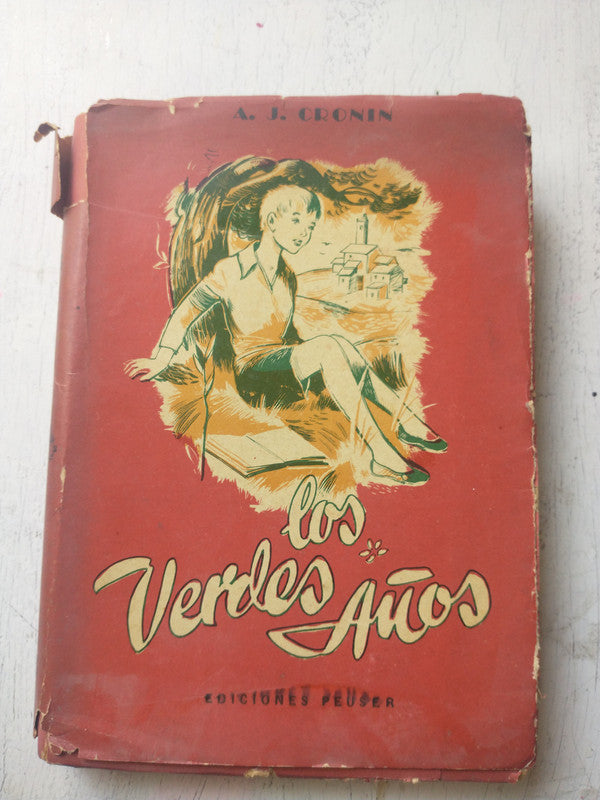 A. J. CRONIN
los
Verdes Años
EDICIONES PEUSER